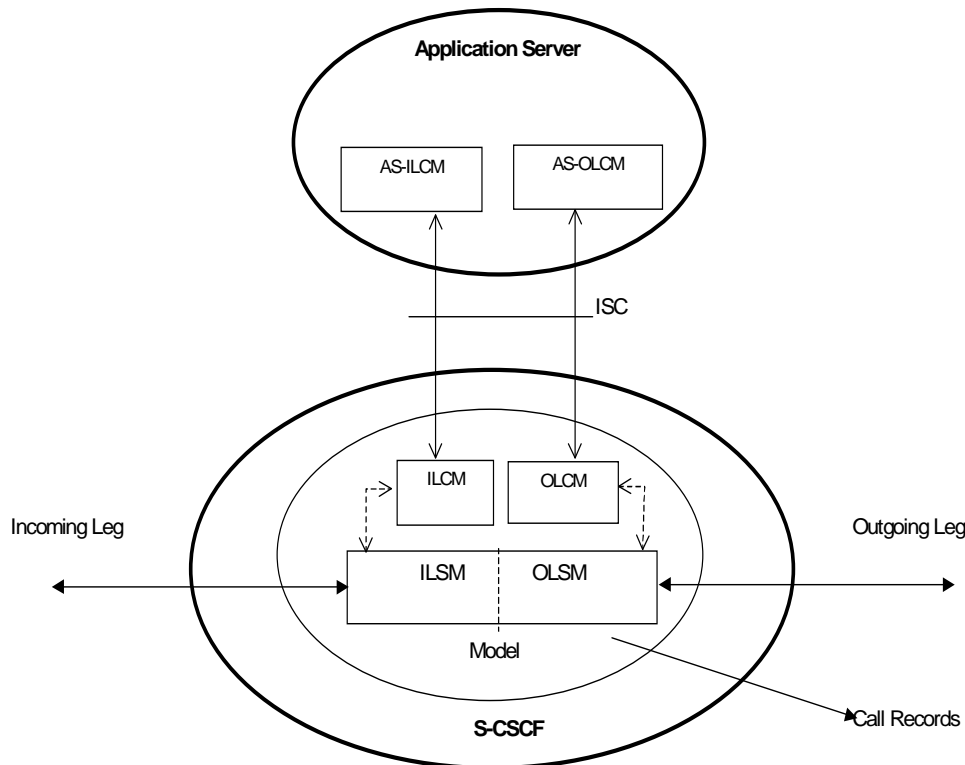 Application Server
AS-ILCM
AS-OLCM
ISC
ILCM
OLCM
Incoming Leg
Outgoing Leg
ILSM
OLSM
Model
S-CSCF
Call Records